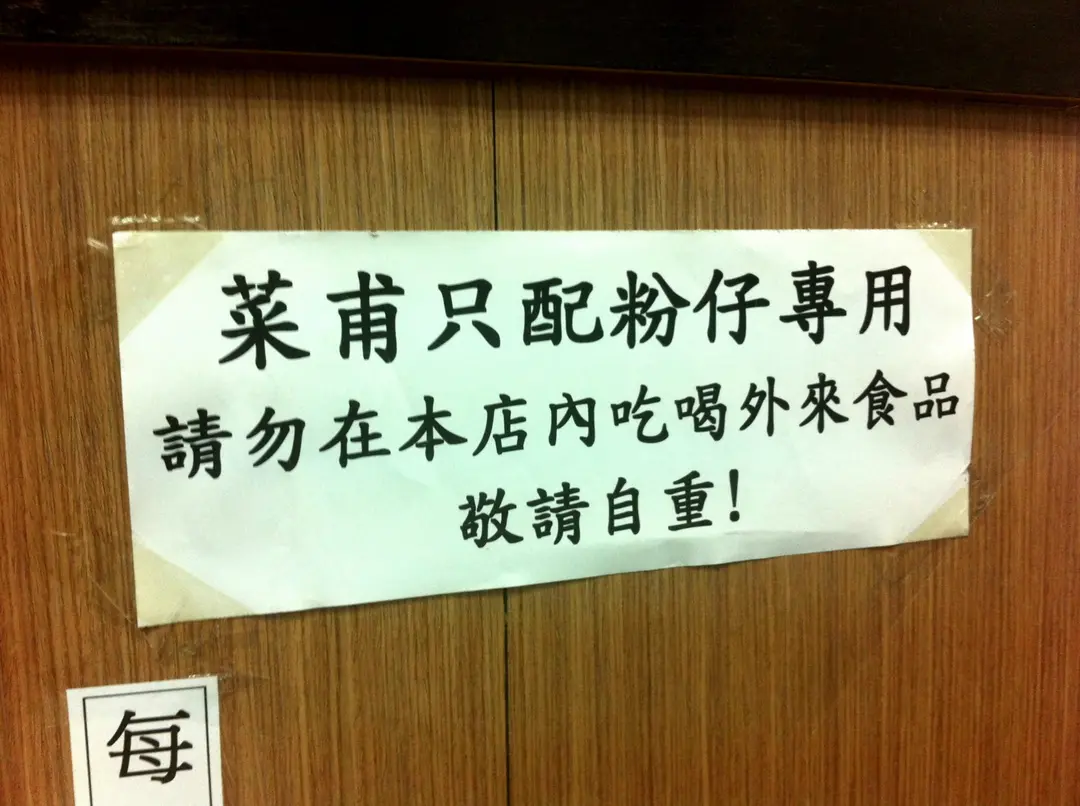 菜甫只配粉仔專用
請勿在本店內吃喝外來食品
敬請自重!
每